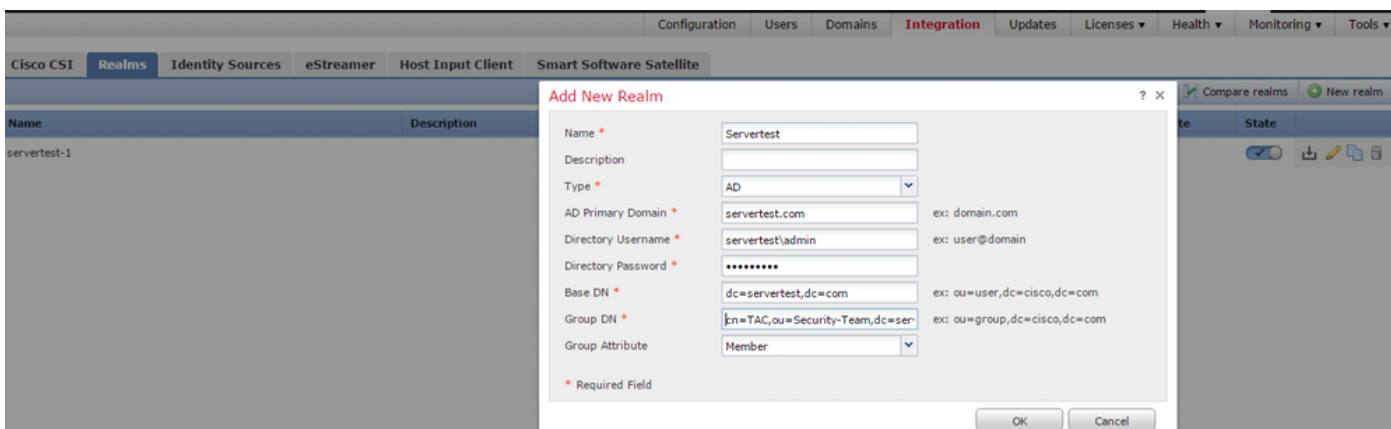 Configuration Users Domains Integration Updates Licenses ▾ Health ▾ Monitoring ▾ Tools ▾
Cisco CSI Realms Identity Sources eStreamer Host Input Client Smart Software Satellite
Compare realms New realm
Name Description te State
servertest-1
Add New Realm ? ×
Name * Servertest
Description
Type * AD
AD Primary Domain * servertest.com ex: domain.com
Directory Username * servertest\admin ex: user@domain
Directory Password * •••••••••
Base DN * dc=servertest,dc=com ex: ou=user,dc=cisco,dc=com
Group DN * cn=TAC,ou=Security-Team,dc=ser ex: ou=group,dc=cisco,dc=com
Group Attribute Member
* Required Field
OK Cancel